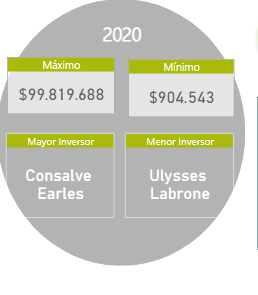 2020
Máximo
Mínimo
$99.819.688
$904.543
Mayor Inversor
Menor Inversor
Consalve
Earles
Ulysses
Labrone